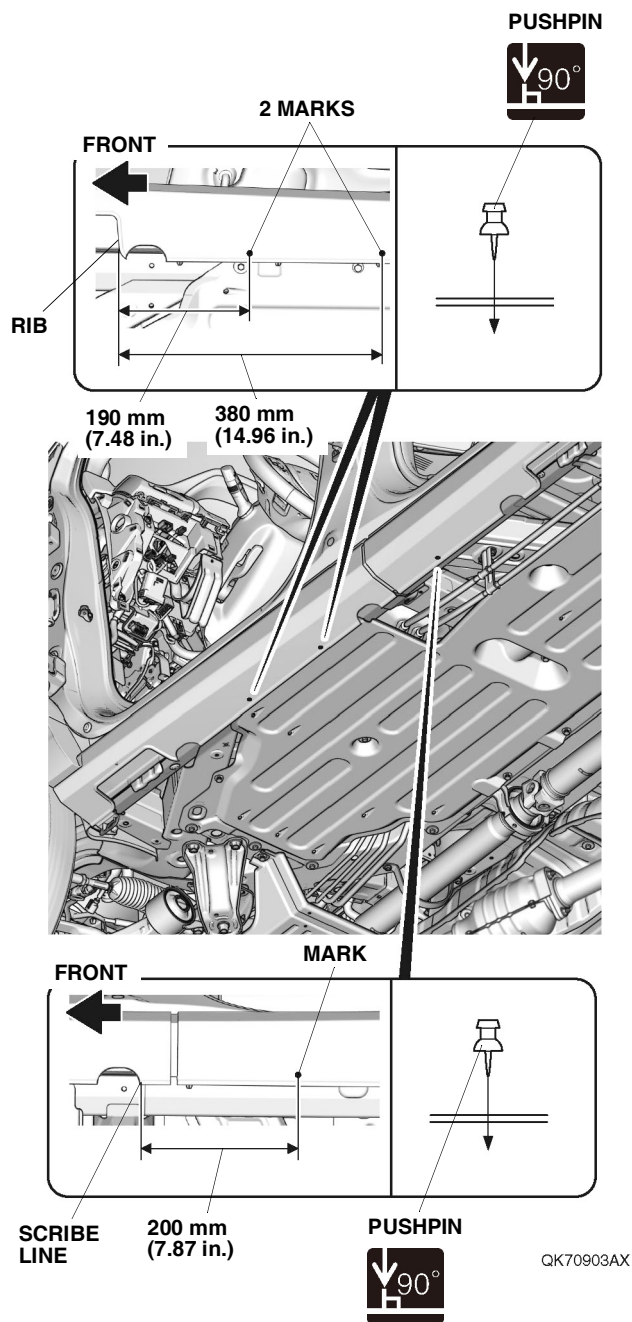 PUSHPIN
90°
2 MARKS
FRONT
RIB
190 mm
(7.48 in.)
380 mm
(14.96 in.)
MARK
FRONT
SCRIBE
LINE
200 mm
(7.87 in.)
PUSHPIN
90°
QK70903AX